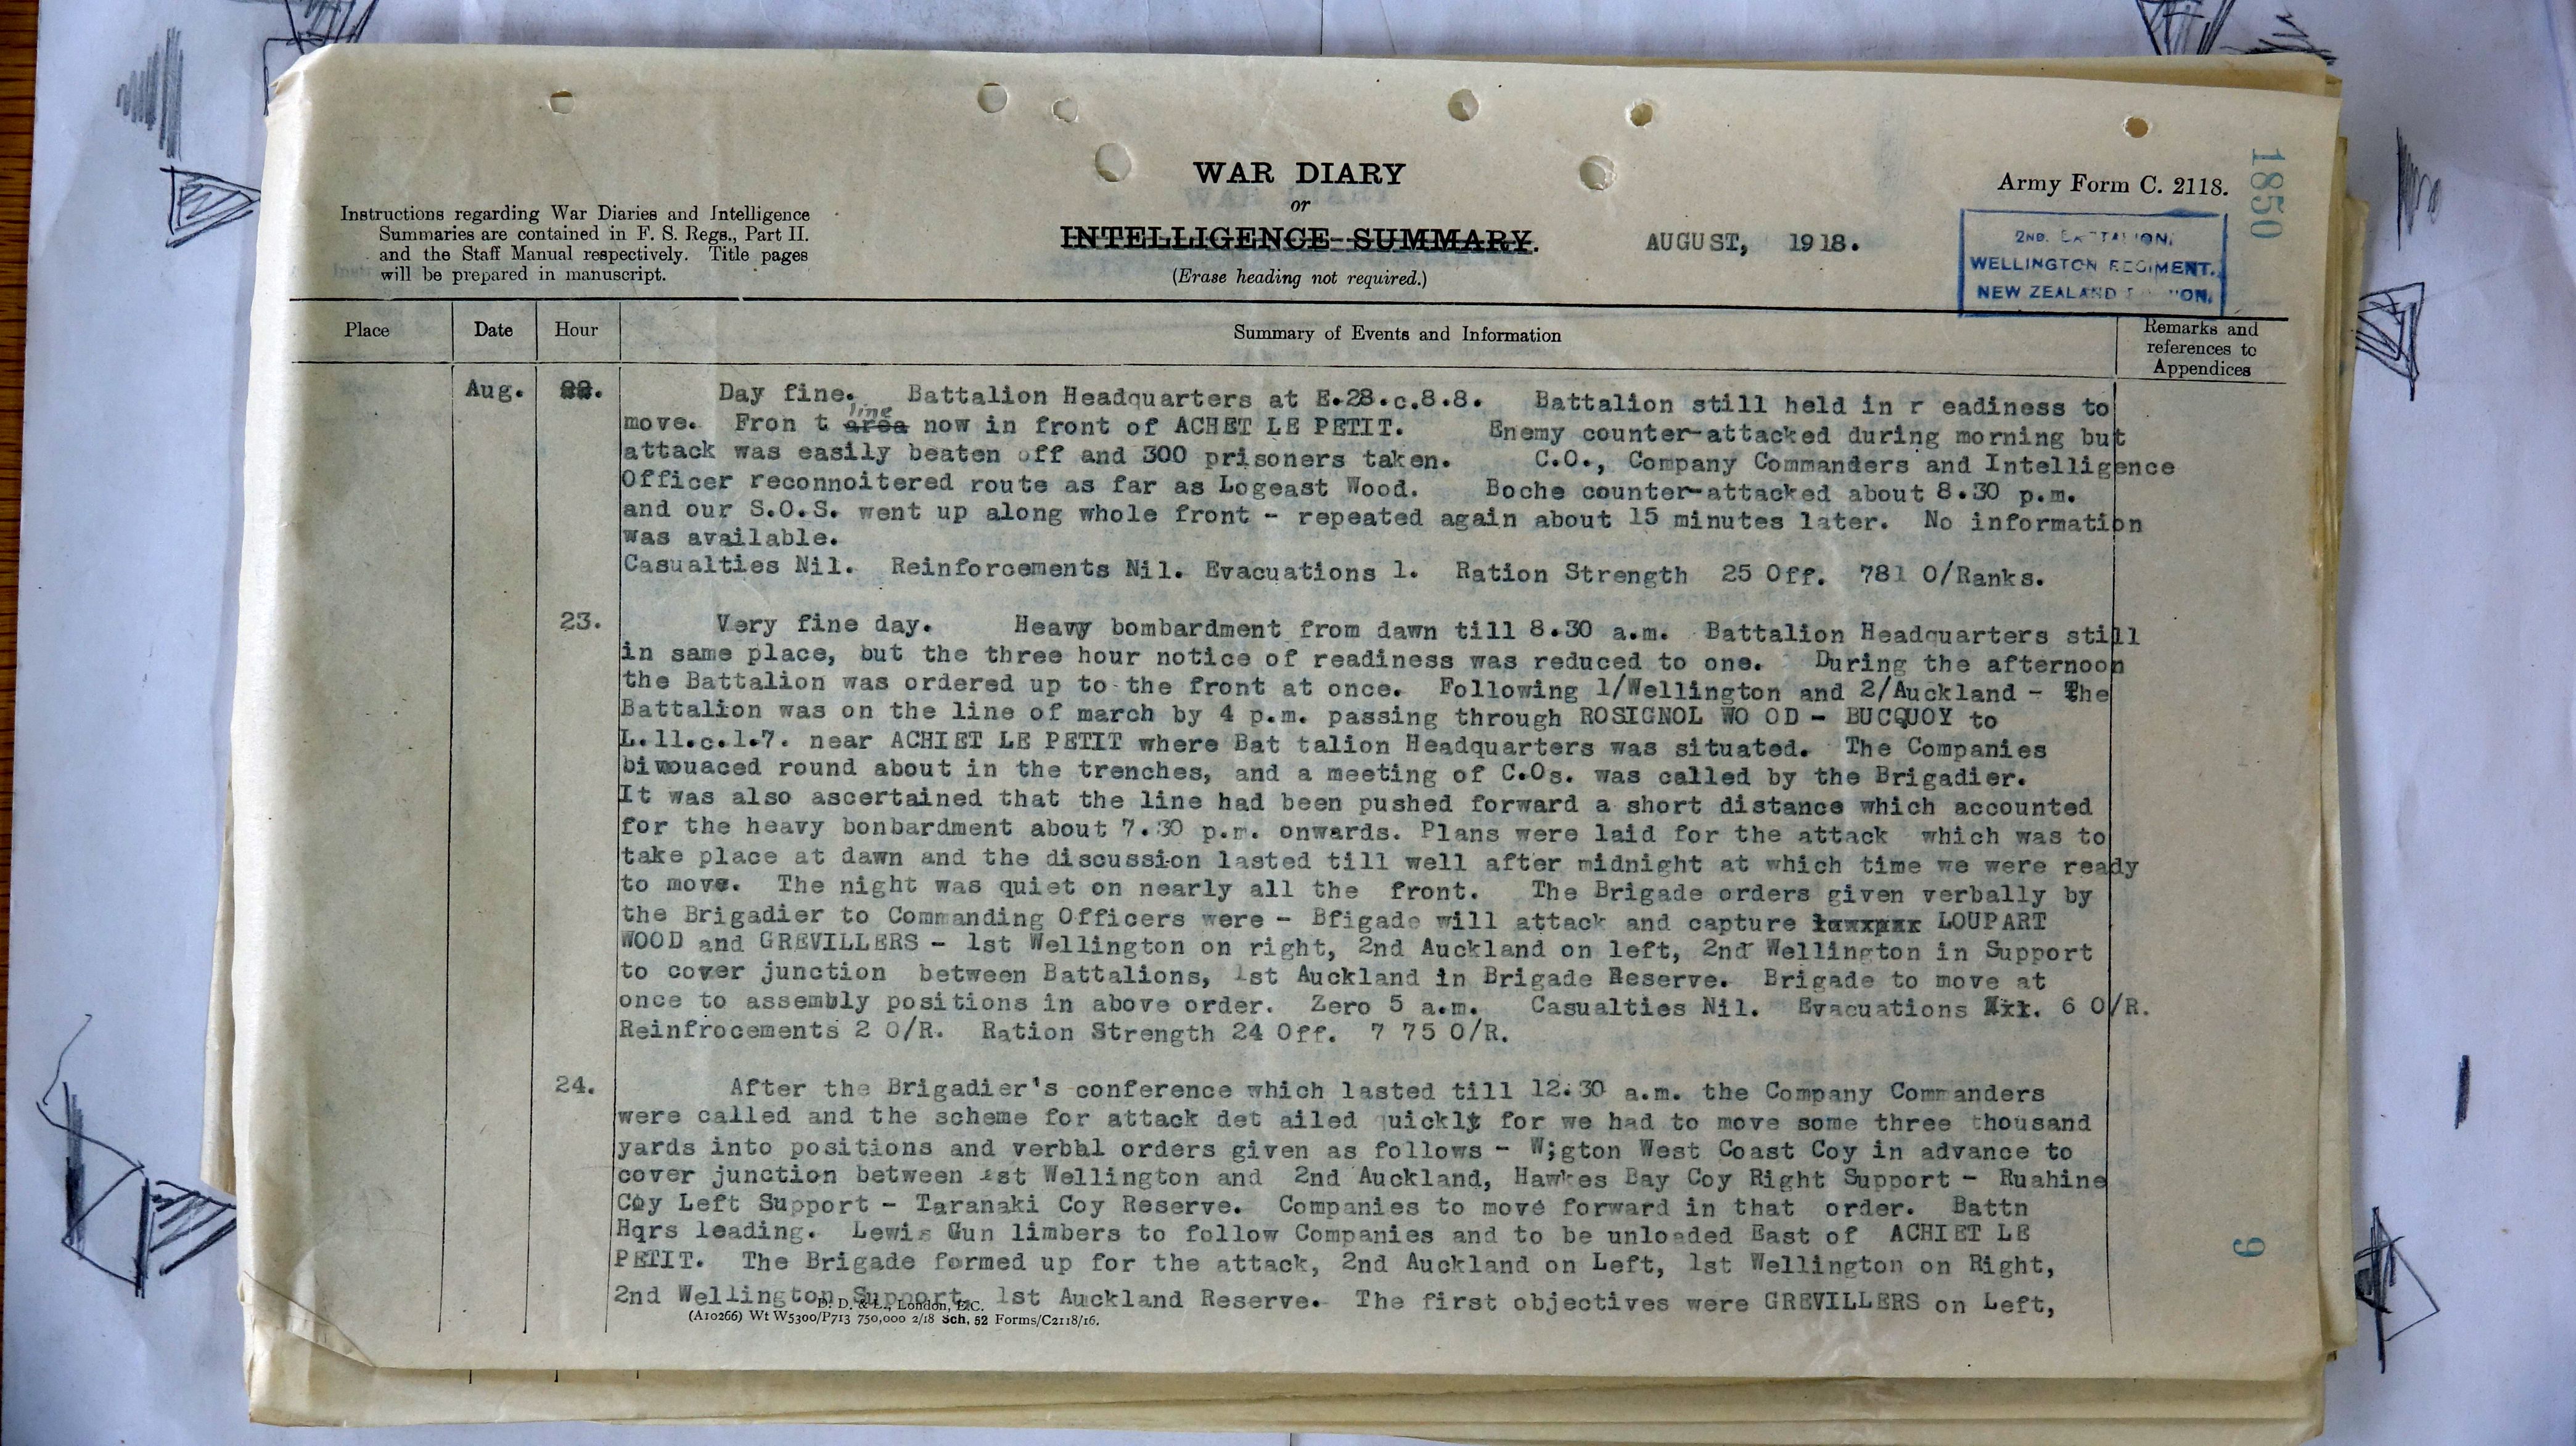 WAR DIARY
or
INTELLIGENCE SUMMARY.
(Erase heading not required.)
Instructions regarding War Diaries and Intelligence
Summaries are contained in F. S. Regs., Part II.
and the Staff Manual respectively. Title pages
will be prepared in manuscript.
AUGUST, 1918.
Army Form C. 2118.
1850
2ND. BATTALION,
WELLINGTON REGIMENT.
NEW ZEALAND DIVISION.
Place
Date
Hour
Summary of Events and Information
Remarks and
references to
Appendices
Aug. 22. Day fine. Battalion Headquarters at E.28.c.8.8. Battalion still held in r eadiness to
line
move. Fron t area now in front of ACHET LE PETIT. Enemy counter-attacked during morning but
attack was easily beaten off and 300 prisoners taken. C.O., Company Commanders and Intelligence
Officer reconnoitered route as far as Logeast Wood. Boche counter-attacked about 8.30 p.m.
and our S.O.S. went up along whole front - repeated again about 15 minutes later. No information
was available.
Casualties Nil. Reinforcements Nil. Evacuations 1. Ration Strength 25 Off. 781 O/Ranks.
23. Very fine day. Heavy bombardment from dawn till 8.30 a.m. Battalion Headquarters still
in same place, but the three hour notice of readiness was reduced to one. During the afternoon
the Battalion was ordered up to the front at once. Following 1/Wellington and 2/Auckland - The
Battalion was on the line of march by 4 p.m. passing through ROSIGNOL WO OD - BUCQUOY to
L.11.c.1.7. near ACHIET LE PETIT where Bat talion Headquarters was situated. The Companies
bivouaced round about in the trenches, and a meeting of C.Os. was called by the Brigadier.
It was also ascertained that the line had been pushed forward a short distance which accounted
for the heavy bonbardment about 7.30 p.m. onwards. Plans were laid for the attack which was to
take place at dawn and the discussion lasted till well after midnight at which time we were ready
to move. The night was quiet on nearly all the front. The Brigade orders given verbally by
the Brigadier to Commanding Officers were - Bfigade will attack and capture LOUPART
WOOD and GREVILLERS - 1st Wellington on right, 2nd Auckland on left, 2nd Wellington in Support
to cover junction between Battalions, 1st Auckland in Brigade Reserve. Brigade to move at
once to assembly positions in above order. Zero 5 a.m. Casualties Nil. Evacuations 6 O/R.
Reinfrocements 2 O/R. Ration Strength 24 Off. 7 75 O/R.
24. After the Brigadier's conference which lasted till 12.30 a.m. the Company Commanders
were called and the scheme for attack det ailed quickly for we had to move some three thousand
yards into positions and verbal orders given as follows - W;gton West Coast Coy in advance to
cover junction between 1st Wellington and 2nd Auckland, Hawkes Bay Coy Right Support - Ruahine
Coy Left Support - Taranaki Coy Reserve. Companies to move forward in that order. Battn
Hqrs leading. Lewis Gun limbers to follow Companies and to be unloaded East of ACHIET LE
PETIT. The Brigade formed up for the attack, 2nd Auckland on Left, 1st Wellington on Right,
2nd Wellington Support, 1st Auckland Reserve. The first objectives were GREVILLERS on Left,
D. D. & L., London, E.C.
(A10266) Wt W5300/P713 750,000 2/18 Sch. 52 Forms/C2118/16.
9